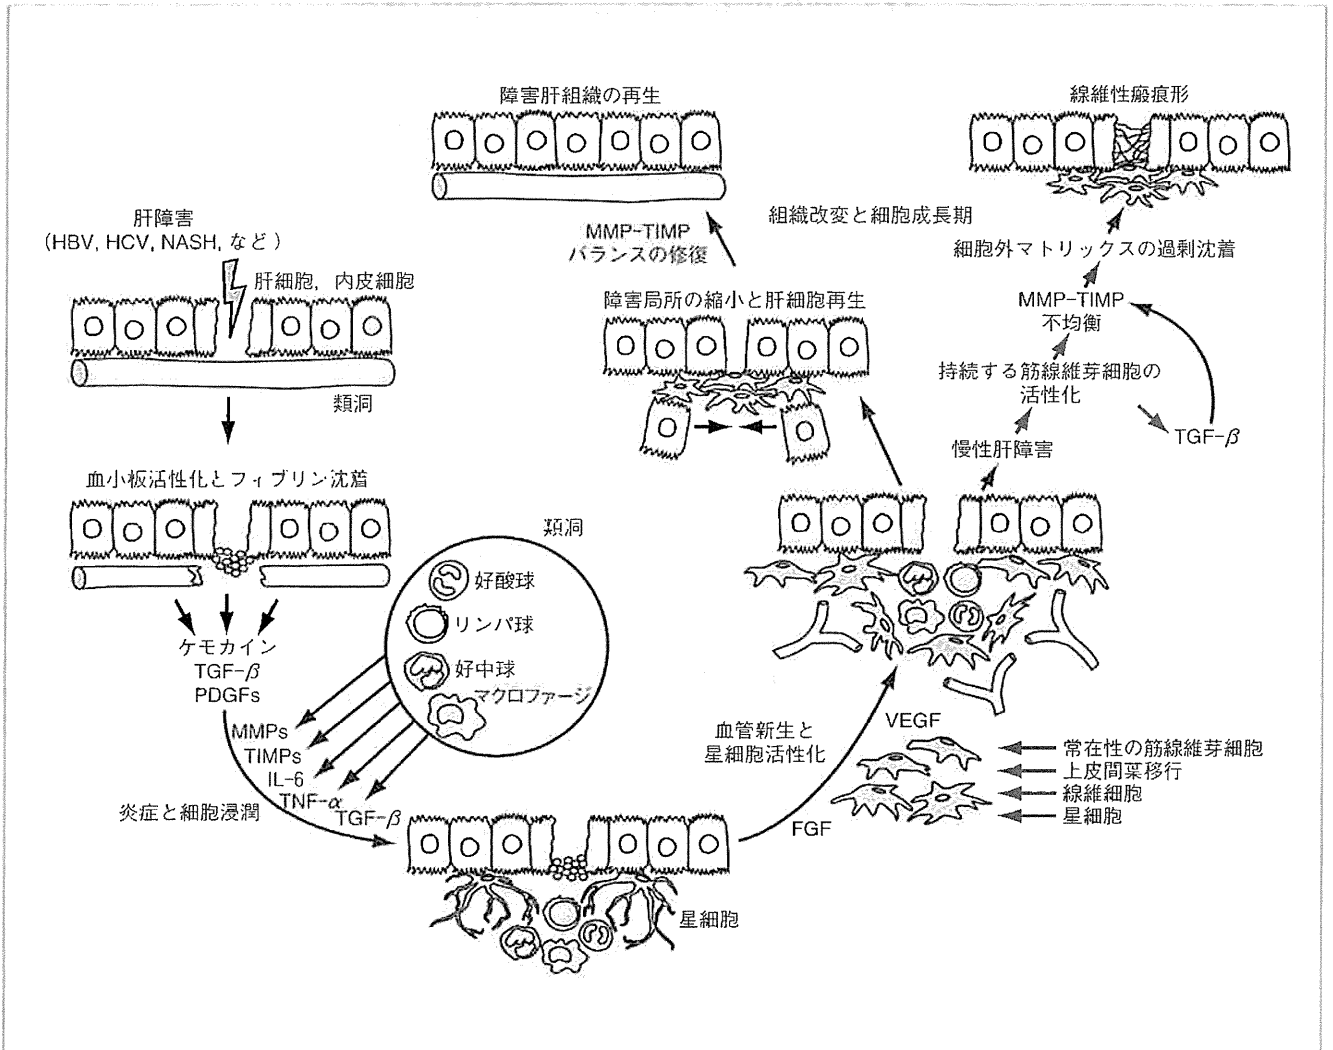 障害肝組織の再生
線維性瘢痕形
肝障害
(HBV, HCV, NASH, など)
肝細胞, 内皮細胞
類洞
血小板活性化とフィブリン沈着
ケモカイン
TGF-β
PDGFs
炎症と細胞浸潤
類洞
好酸球
リンパ球
好中球
マクロファージ
MMPs
TIMPs
IL-6
TNF-α
TGF-β
星細胞
血管新生と
星細胞活性化
VEGF
FGF
常在性の筋線維芽細胞
上皮間葉移行
線維細胞
星細胞
障害局所の縮小と肝細胞再生
MMP-TIMP
バランスの修復
組織改変と細胞成長期
慢性肝障害
持続する筋線維芽細胞の
活性化
TGF-β
MMP-TIMP
不均衡
細胞外マトリックスの過剰沈着